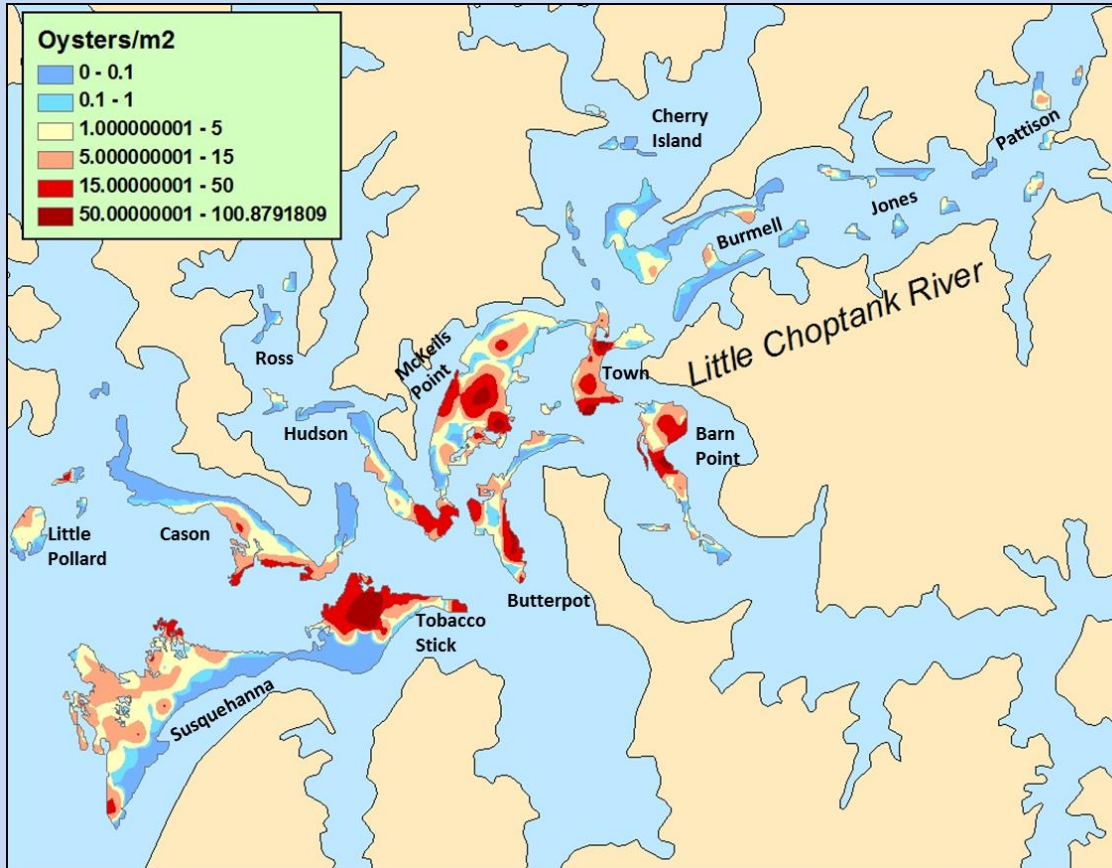 Oysters/m2
0 - 0.1
0.1 - 1
1.000000001 - 5
5.000000001 - 15
15.00000001 - 50
50.00000001 - 100.8791809
Cherry
Island
Pattison
Jones
Burmell
Little Choptank River
Ross
McKeils
Point
Town
Hudson
Barn
Point
Little
Pollard
Cason
Butterpot
Tobacco
Stick
Susquehanna